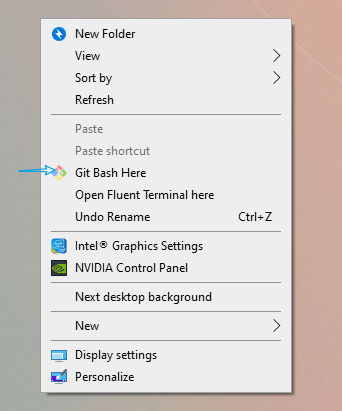 New Folder
View
Sort by
Refresh
Paste
Paste shortcut
Git Bash Here
Open Fluent Terminal here
Undo Rename Ctrl+Z
Intel® Graphics Settings
NVIDIA Control Panel
Next desktop background
New
Display settings
Personalize